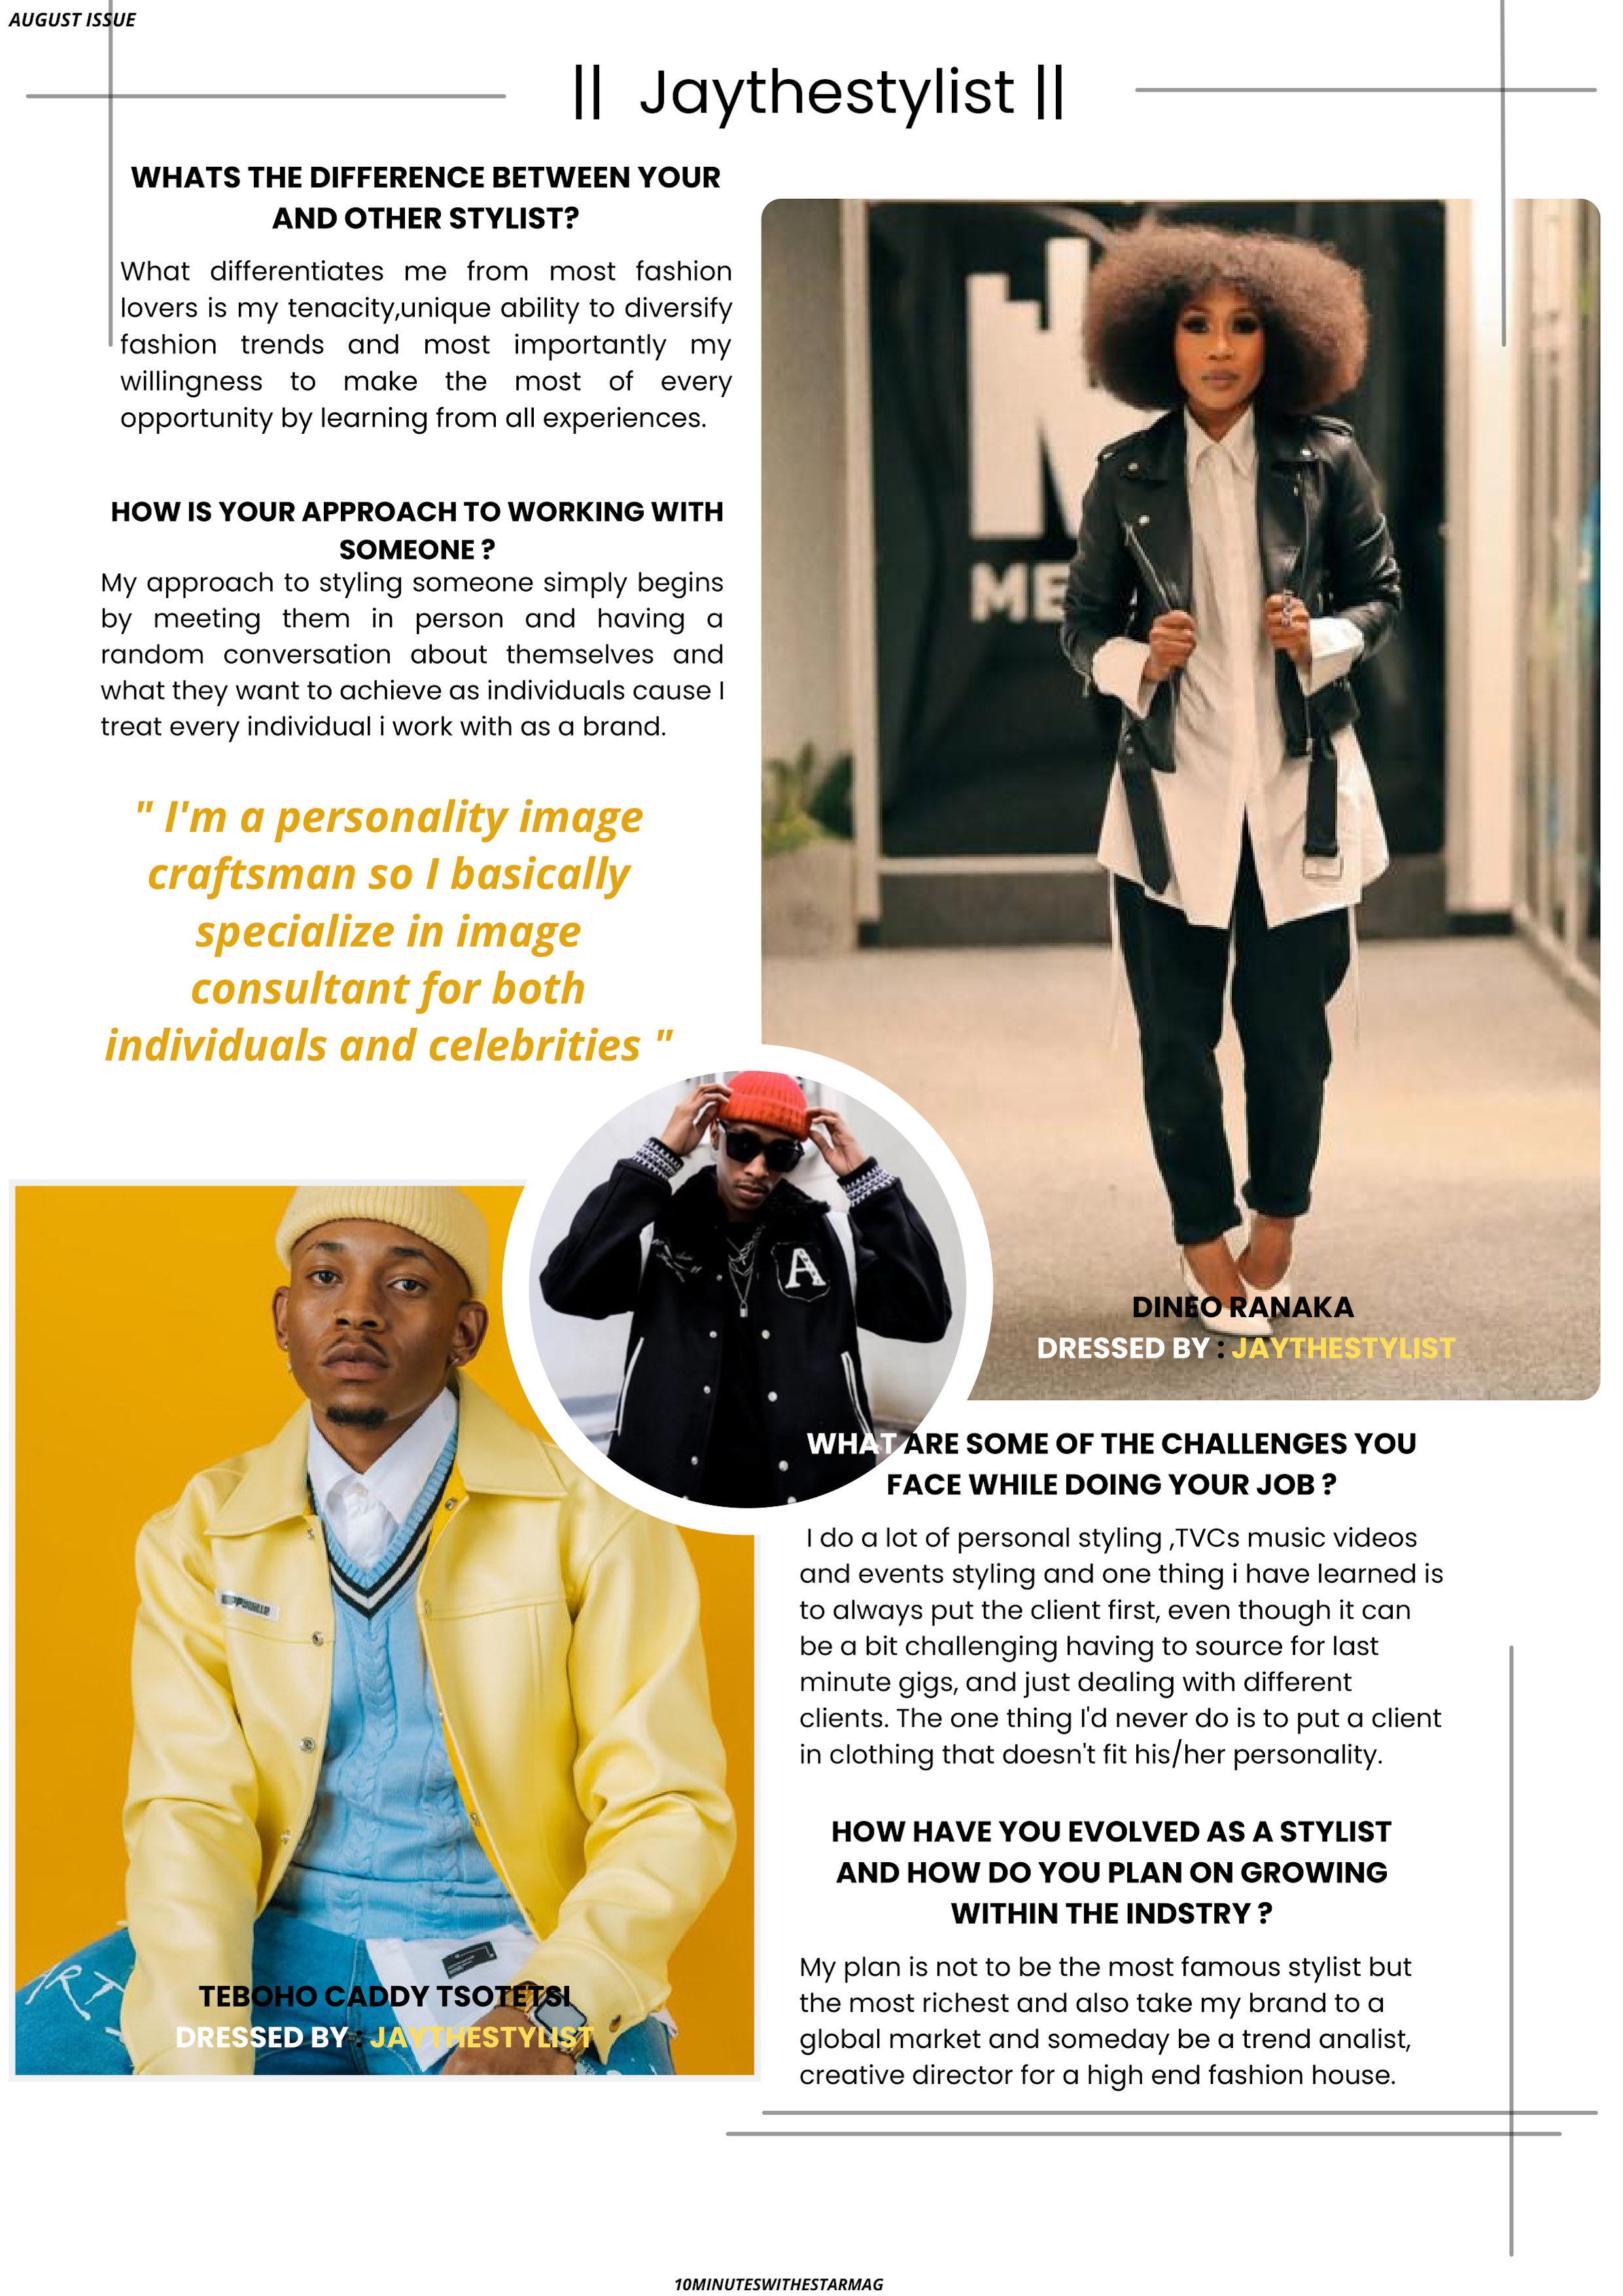 AUGUST ISSUE
|| Jaythestylist ||
WHATS THE DIFFERENCE BETWEEN YOUR
AND OTHER STYLIST?
What differentiates me from most fashion
lovers is my tenacity,unique ability to diversify
fashion trends and most importantly my
willingness to make the most of every
opportunity by learning from all experiences.
HOW IS YOUR APPROACH TO WORKING WITH
SOMEONE ?
My approach to styling someone simply begins
by meeting them in person and having a
random conversation about themselves and
what they want to achieve as individuals cause I
treat every individual i work with as a brand.
" I'm a personality image
craftsman so I basically
specialize in image
consultant for both
individuals and celebrities "
ME
A
DINEO RANAKA
DRESSED BY : JAYTHESTYLIST
ART
TEBOHO CADDY TSOTETSI
DRESSED BY : JAYTHESTYLIST
WHAT ARE SOME OF THE CHALLENGES YOU
FACE WHILE DOING YOUR JOB ?
I do a lot of personal styling ,TVCs music videos
and events styling and one thing i have learned is
to always put the client first, even though it can
be a bit challenging having to source for last
minute gigs, and just dealing with different
clients. The one thing I'd never do is to put a client
in clothing that doesn't fit his/her personality.
HOW HAVE YOU EVOLVED AS A STYLIST
AND HOW DO YOU PLAN ON GROWING
WITHIN THE INDSTRY ?
My plan is not to be the most famous stylist but
the most richest and also take my brand to a
global market and someday be a trend analist,
creative director for a high end fashion house.
10MINUTESWITHESTARMAG